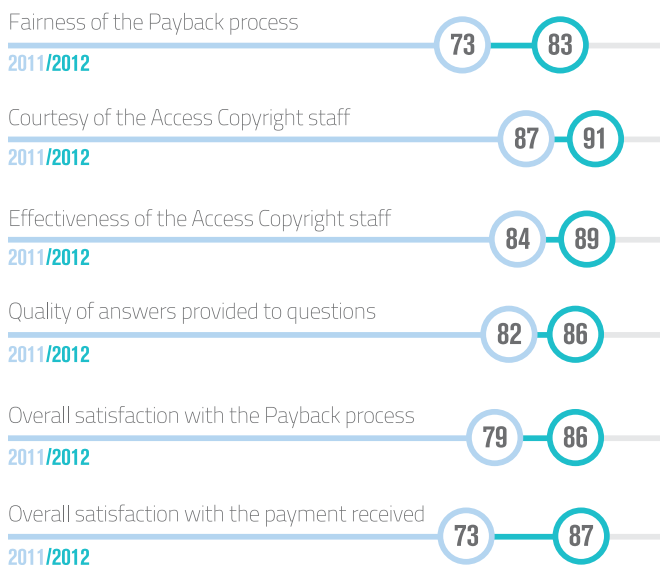 Fairness of the Payback process
73 83
2011/2012
Courtesy of the Access Copyright staff
87 91
2011/2012
Effectiveness of the Access Copyright staff
84 89
2011/2012
Quality of answers provided to questions
82 86
2011/2012
Overall satisfaction with the Payback process
79 86
2011/2012
Overall satisfaction with the payment received
73 87
2011/2012